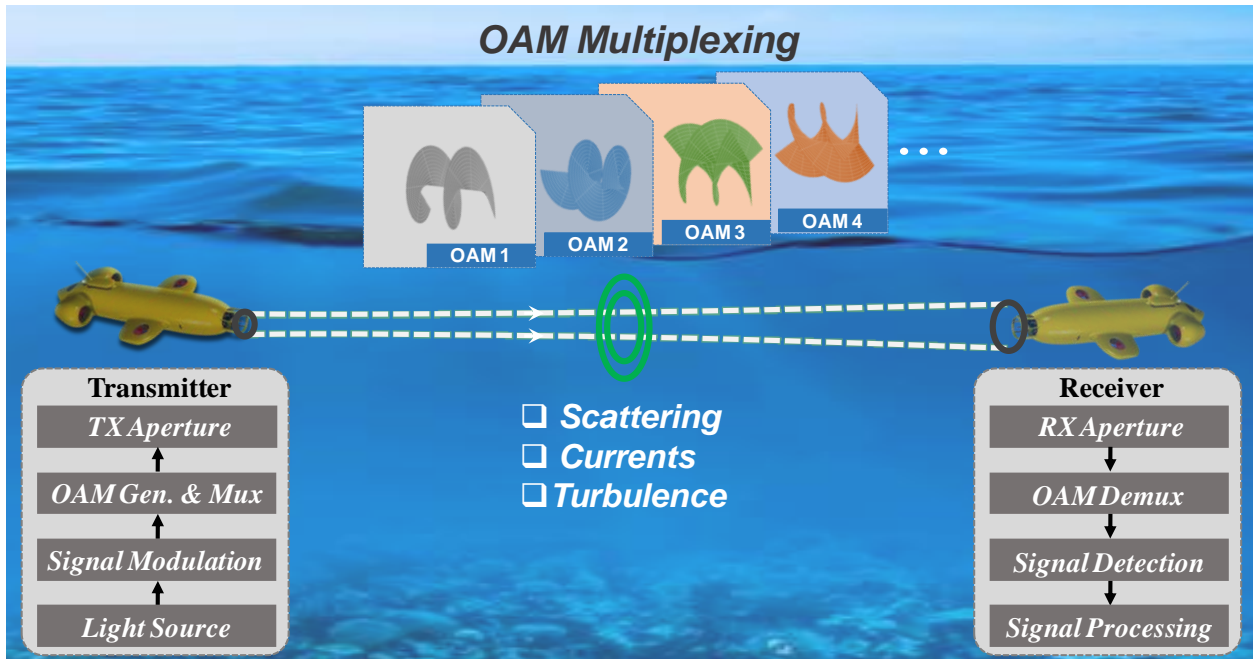 OAM Multiplexing
OAM 1
OAM 2
OAM 3
OAM 4
...
Scattering
Currents
Turbulence
Transmitter
TX Aperture
OAM Gen. & Mux
Signal Modulation
Light Source
Receiver
RX Aperture
OAM Demux
Signal Detection
Signal Processing